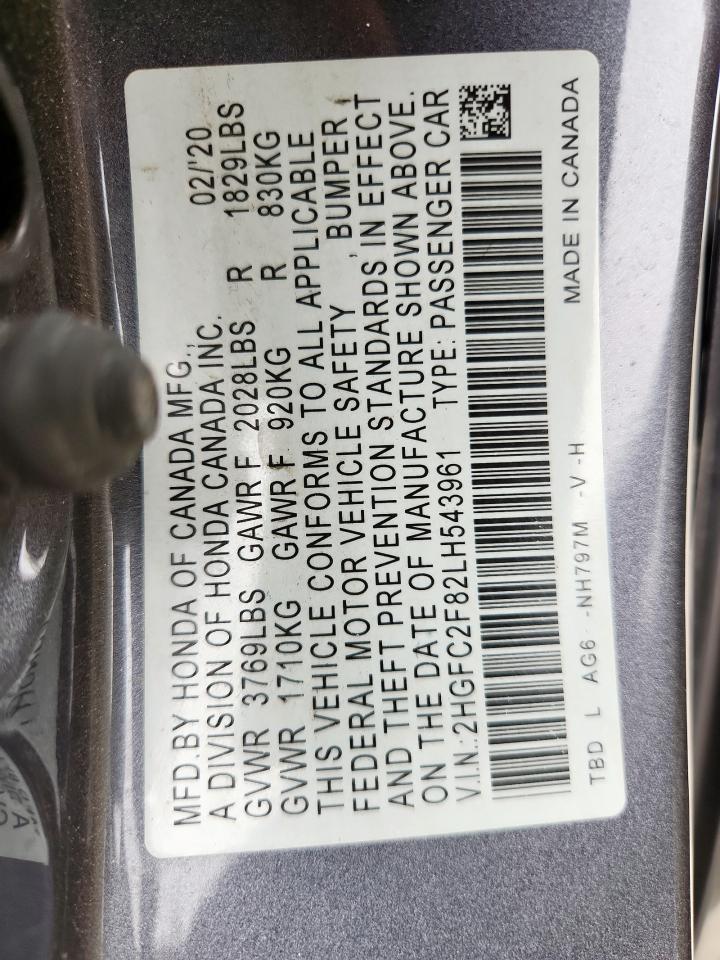 MFD.BY HONDA OF CANADA MFG., 02/'20
A DIVISION OF HONDA CANADA INC.
GVWR 3769LBS GAWR F 2028LBS R 1829LBS
GVWR 1710KG GAWR F 920KG R 830KG
THIS VEHICLE CONFORMS TO ALL APPLICABLE
FEDERAL MOTOR VEHICLE SAFETY, BUMPER,
AND THEFT PREVENTION STANDARDS IN EFFECT
ON THE DATE OF MANUFACTURE SHOWN ABOVE.
V.I.N.:2HGFC2F82LH543961 TYPE: PASSENGER CAR
MADE IN CANADA
TBD L AG6 -NH797M -V -H